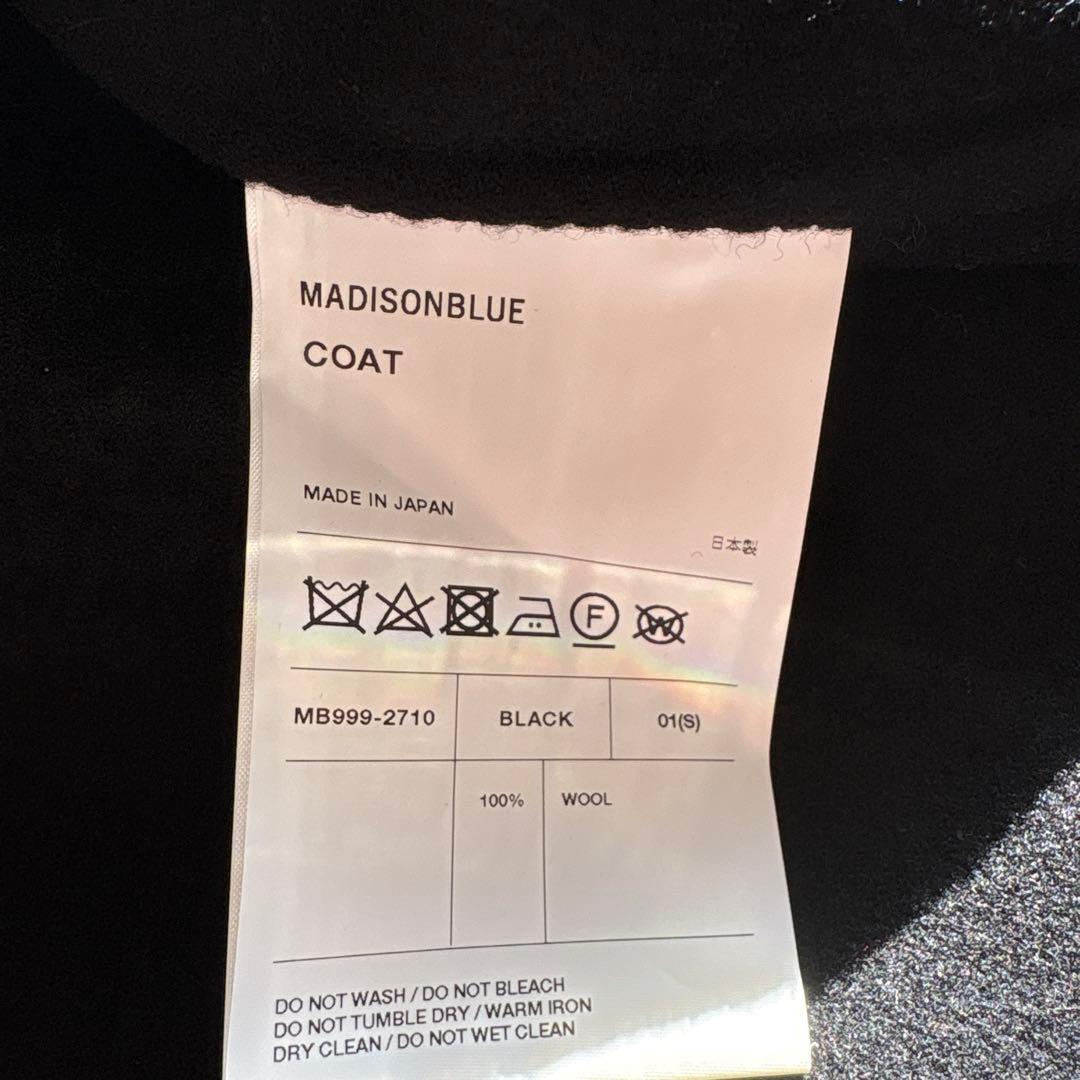 MADISONBLUE
COAT
MADE IN JAPAN
日本製
F
W
MB999-2710 BLACK 01(S)
100% WOOL
DO NOT WASH / DO NOT BLEACH
DO NOT TUMBLE DRY / WARM IRON
DRY CLEAN / DO NOT WET CLEAN